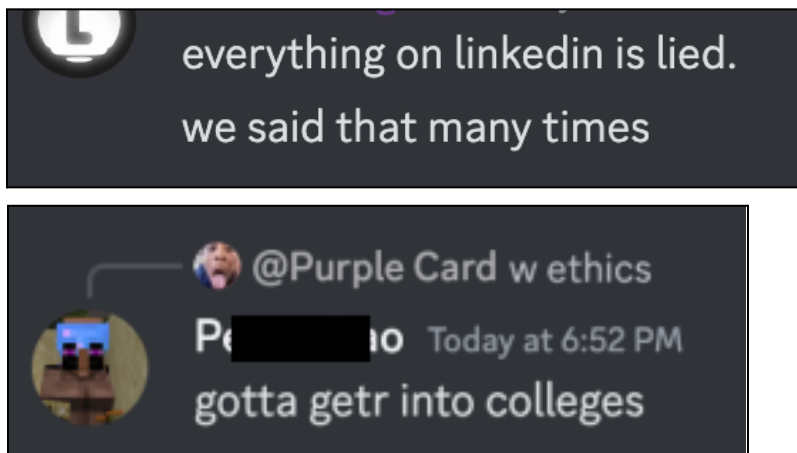 everything on linkedin is lied.
we said that many times
@Purple Card w ethics
Today at 6:52 PM
gotta getr into colleges